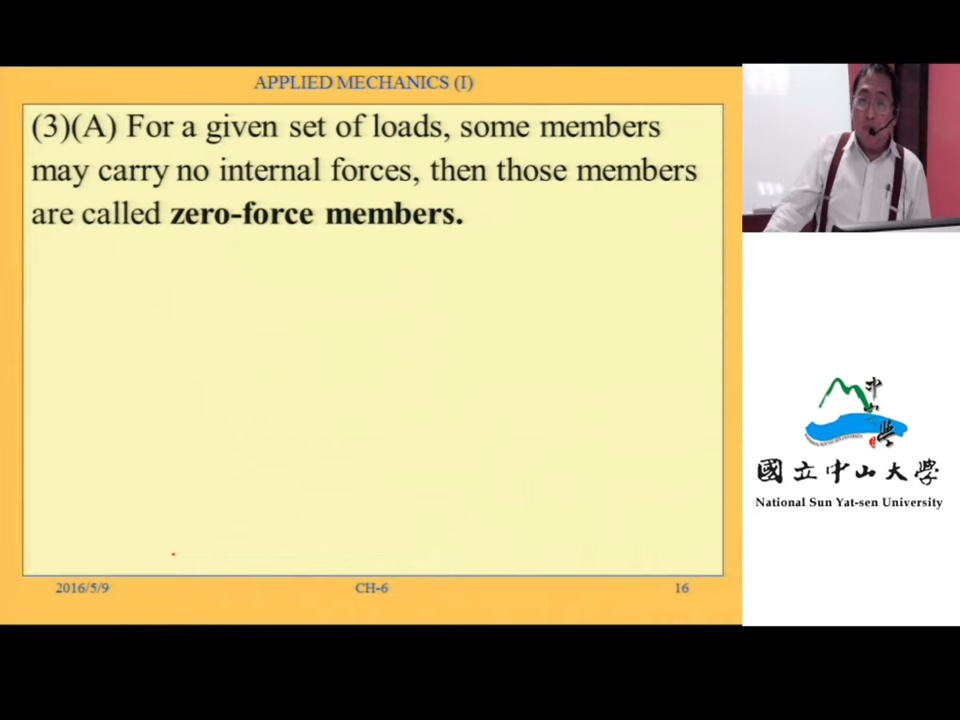 APPLIED MECHANICS (I)
(3)(A) For a given set of loads, some members
may carry no internal forces, then those members
are called zero-force members.
2016/5/9
CH-6
16
國立中山大學
National Sun Yat-sen University